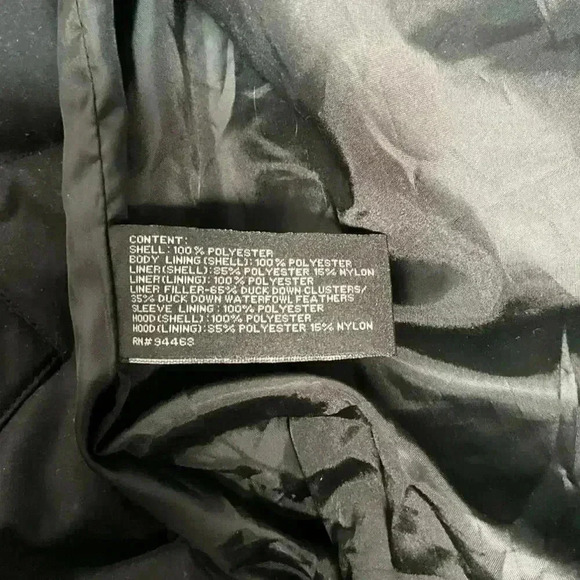 CONTENT:
SHELL: 100% POLYESTER
BODY LINING(SHELL): 100% POLYESTER
LINER(SHELL): 85% POLYESTER 15% NYLON
LINER(LINING): 100% POLYESTER
LINER FILLER-65% DUCK DOWN CLUSTERS/
35% DUCK DOWN WATERFOWL FEATHERS
SLEEVE LINING: 100% POLYESTER
HOOD(SHELL): 100% POLYESTER
HOOD(LINING): 85% POLYESTER 15% NYLON
RN# 94468